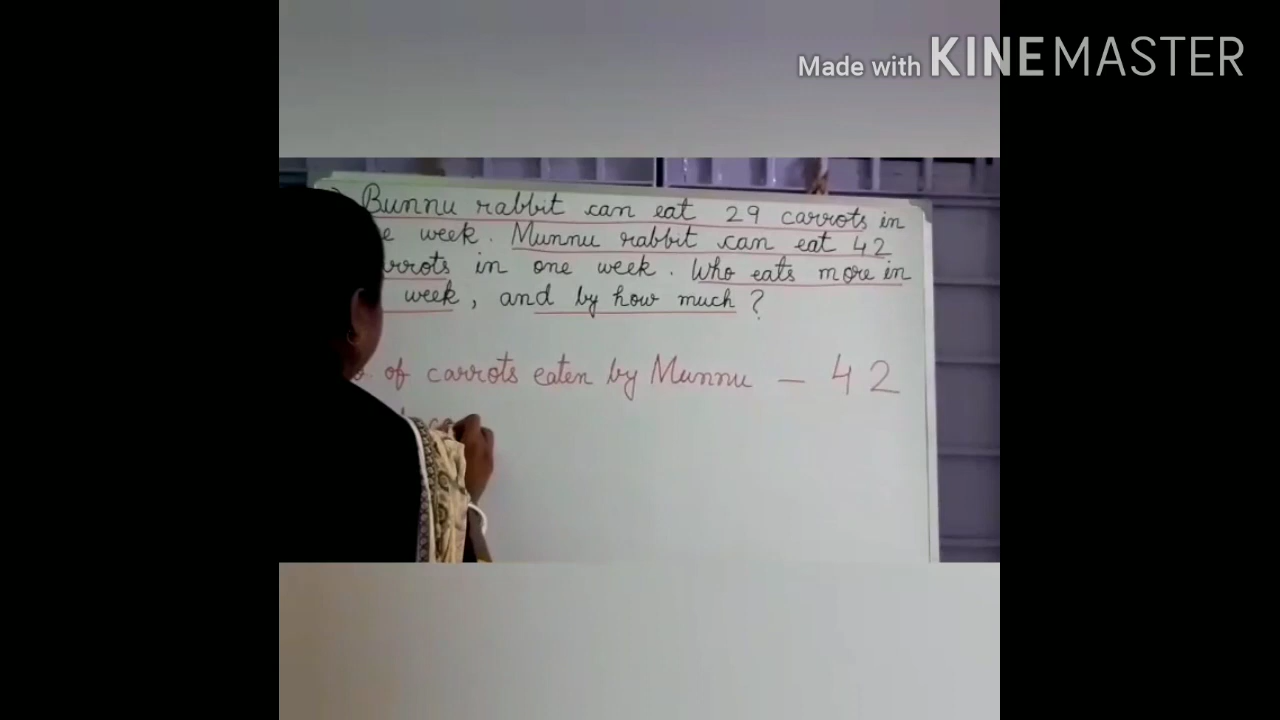 Made with KINEMASTER
Bunnu rabbit can eat 29 carrots in
week. Munnu rabbit can eat 42
in one week. Who eats more in
week, and by how much?
of carrots eaten by Munnu - 42